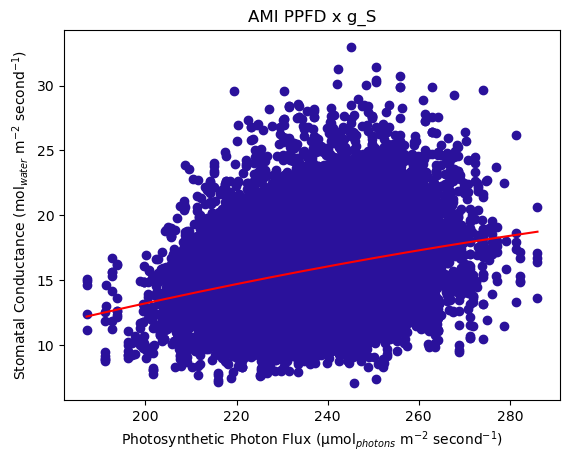 AMI PPFD x g_S
Stomatal Conductance (mol$_{water}$ m$^{-2}$ second$^{-1}$)
30
25
20
15
10
200 220 240 260 280
Photosynthetic Photon Flux (μmol$_{photons}$ m$^{-2}$ second$^{-1}$)